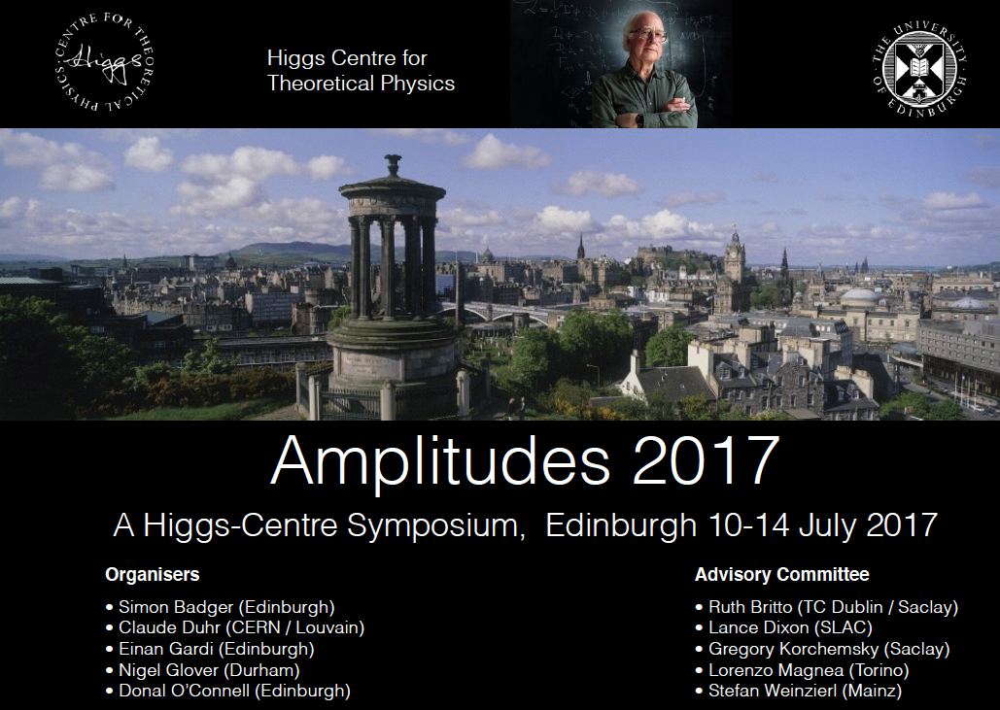 CENTRE FOR THEORETICAL PHYSICS
Higgs
Higgs Centre for
Theoretical Physics
THE UNIVERSITY
OF EDINBURGH
Amplitudes 2017
A Higgs-Centre Symposium, Edinburgh 10-14 July 2017
Organisers
• Simon Badger (Edinburgh)
• Claude Duhr (CERN / Louvain)
• Einan Gardi (Edinburgh)
• Nigel Glover (Durham)
• Donal O'Connell (Edinburgh)
Advisory Committee
• Ruth Britto (TC Dublin / Saclay)
• Lance Dixon (SLAC)
• Gregory Korchemsky (Saclay)
• Lorenzo Magnea (Torino)
• Stefan Weinzierl (Mainz)